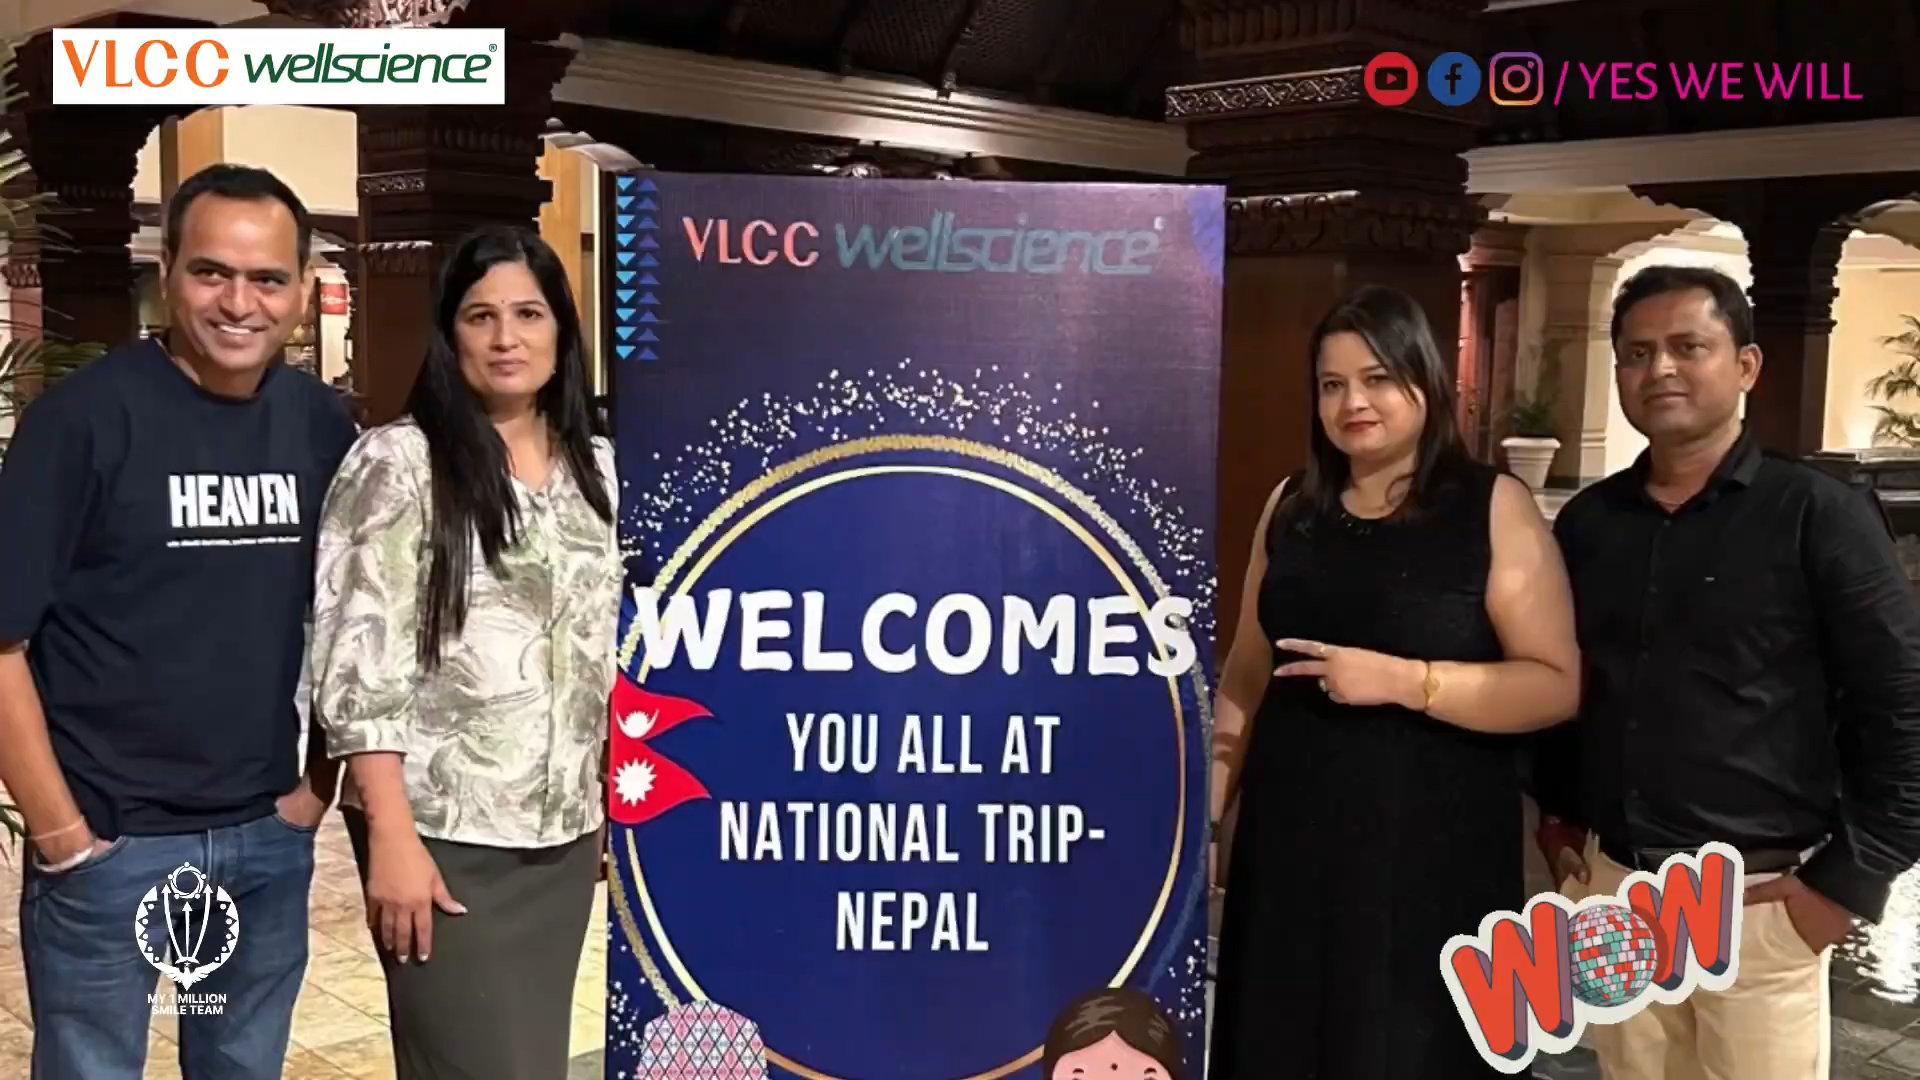 VLCC wellscience®
/ YES WE WILL
VLCC wellscience
HEAVEN
WELCOMES
YOU ALL AT
NATIONAL TRIP-
NEPAL
MY 1 MILLION
SMILE TEAM
WOW